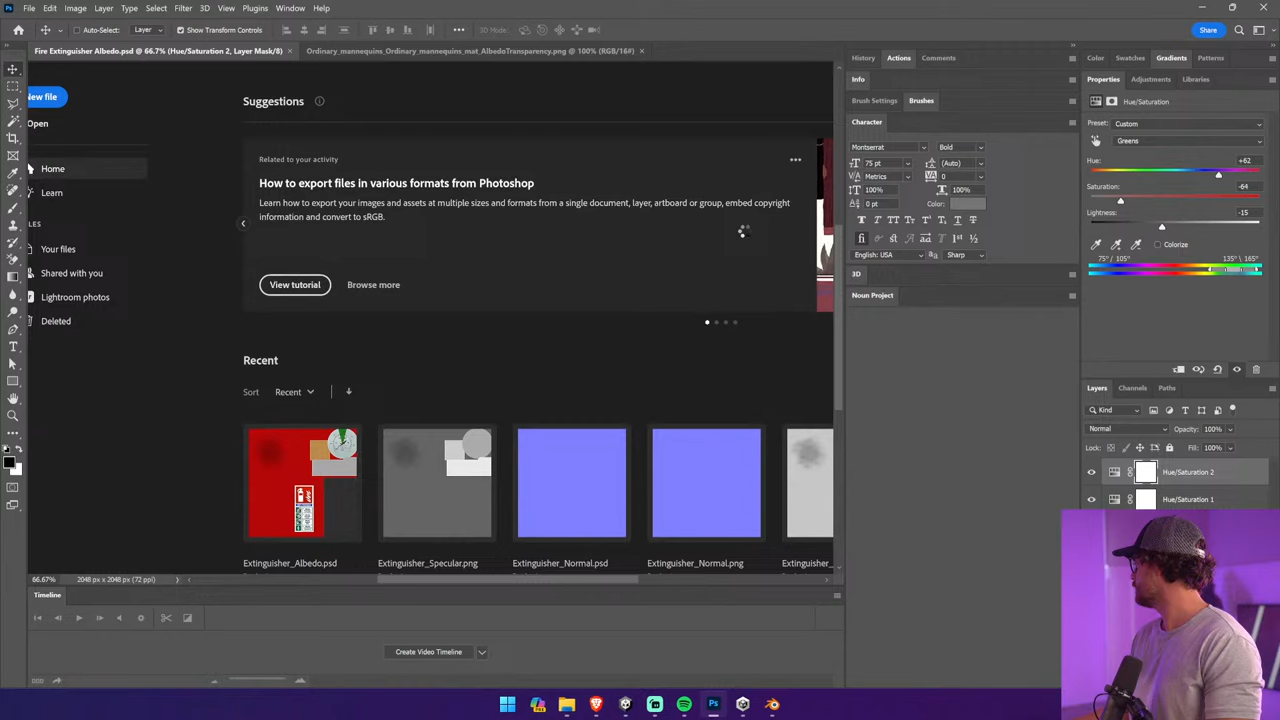 File Edit Image Layer Type Select Filter 3D View Plugins Window Help
Auto-Select: Layer Show Transform Controls 3D Mode: Share
Fire Extinguisher Albedo.psd @ 66.7% (Hue/Saturation 2, Layer Mask/8) Ordinary_mannequins_Ordinary_mannequins_mat_AlbedoTransparency.png @ 100% (RGB/16#)
New file
Open
Home
Learn
LES
Your files
Shared with you
Lightroom photos
Deleted
Suggestions
Related to your activity
How to export files in various formats from Photoshop
Learn how to export your images and assets at multiple sizes and formats from a single document, layer, artboard or group, embed copyright
information and convert to sRGB.
View tutorial Browse more
Recent
Sort Recent
Extinguisher_Albedo.psd Extinguisher_Specular.png Extinguisher_Normal.psd Extinguisher_Normal.png Extinguisher_
66.67% 2048 px x 2048 px (72 ppi)
Timeline
Create Video Timeline
History Actions Comments
Info
Brush Settings Brushes
Character
Montserrat Bold
75 pt (Auto)
Metrics 0
100% 100%
0 pt Color:
English: USA Sharp
3D
Noun Project
Color Swatches Gradients Patterns
Properties Adjustments Libraries
Hue/Saturation
Preset: Custom
Greens
Hue: +62
Saturation: -64
Lightness: -15
Colorize
75° / 105° 135° \ 165°
Layers Channels Paths
Kind
Normal Opacity: 100%
Lock: Fill: 100%
Hue/Saturation 2
Hue/Saturation 1